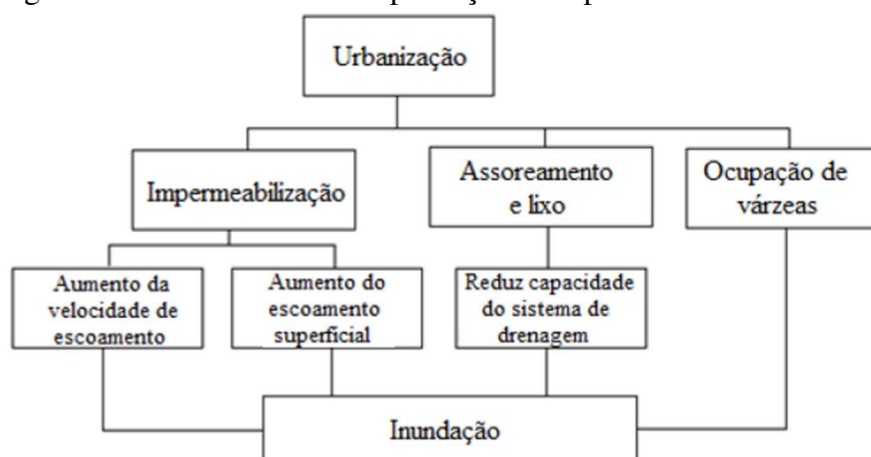 Urbanização
Impermeabilização
Assoreamento
e lixo
Ocupação de
várzeas
Aumento da
velocidade de
escoamento
Aumento do
escoamento
superficial
Reduz capacidade
do sistema de
drenagem
Inundação